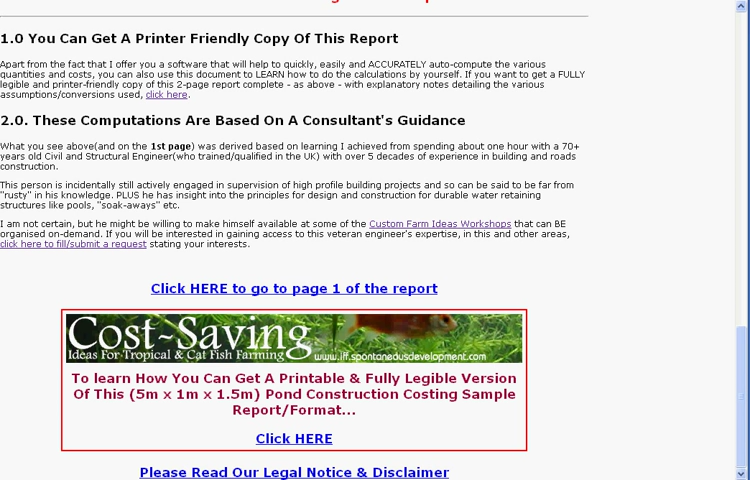 1.0 You Can Get A Printer Friendly Copy Of This Report
Apart from the fact that I offer you a software that will help to quickly, easily and ACCURATELY auto-compute the various
quantities and costs, you can also use this document to LEARN how to do the calculations by yourself. If you want to get a FULLY
legible and printer-friendly copy of this 2-page report complete - as above - with explanatory notes detailing the various
assumptions/conversions used, click here.
2.0. These Computations Are Based On A Consultant's Guidance
What you see above(and on the 1st page) was derived based on learning I achieved from spending about one hour with a 70+
years old Civil and Structural Engineer(who trained/qualified in the UK) with over 5 decades of experience in building and roads
construction.
This person is incidentally still actively engaged in supervision of high profile building projects and so can be said to be far from
"rusty" in his knowledge. PLUS he has insight into the principles for design and construction for durable water retaining
structures like pools, "soak-aways" etc.
I am not certain, but he might be willing to make himself available at some of the Custom Farm Ideas Workshops that can BE
organised on-demand. If you will be interested in gaining access to this veteran engineer's expertise, in this and other areas,
click here to fill/submit a request stating your interests.
Click HERE to go to page 1 of the report
Cost-Saving
Ideas For Tropical & Cat Fish Farming
www.iff.spontaneousdevelopment.com
To learn How You Can Get A Printable & Fully Legible Version
Of This (5m x 1m x 1.5m) Pond Construction Costing Sample
Report/Format...
Click HERE
Please Read Our Legal Notice & Disclaimer